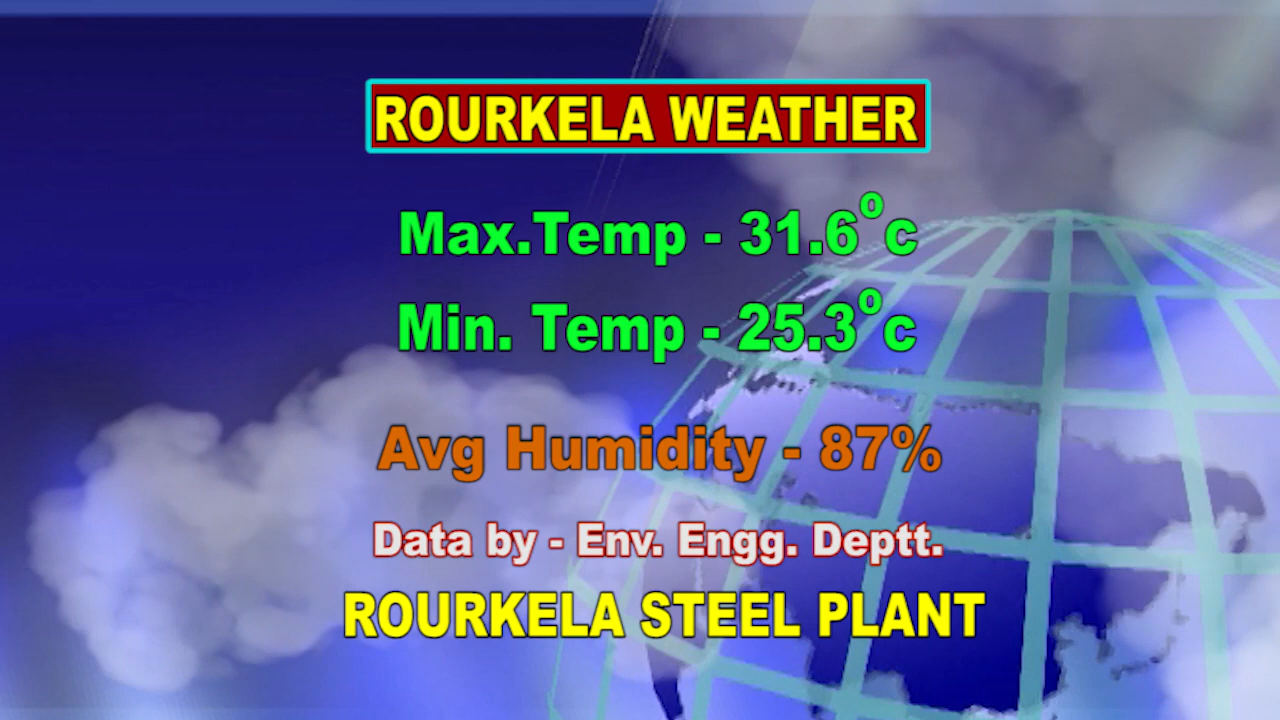 ROURKELA WEATHER
Max.Temp - 31.6°c
Min. Temp - 25.3°c
Avg Humidity - 87%
Data by - Env. Engg. Deptt.
ROURKELA STEEL PLANT